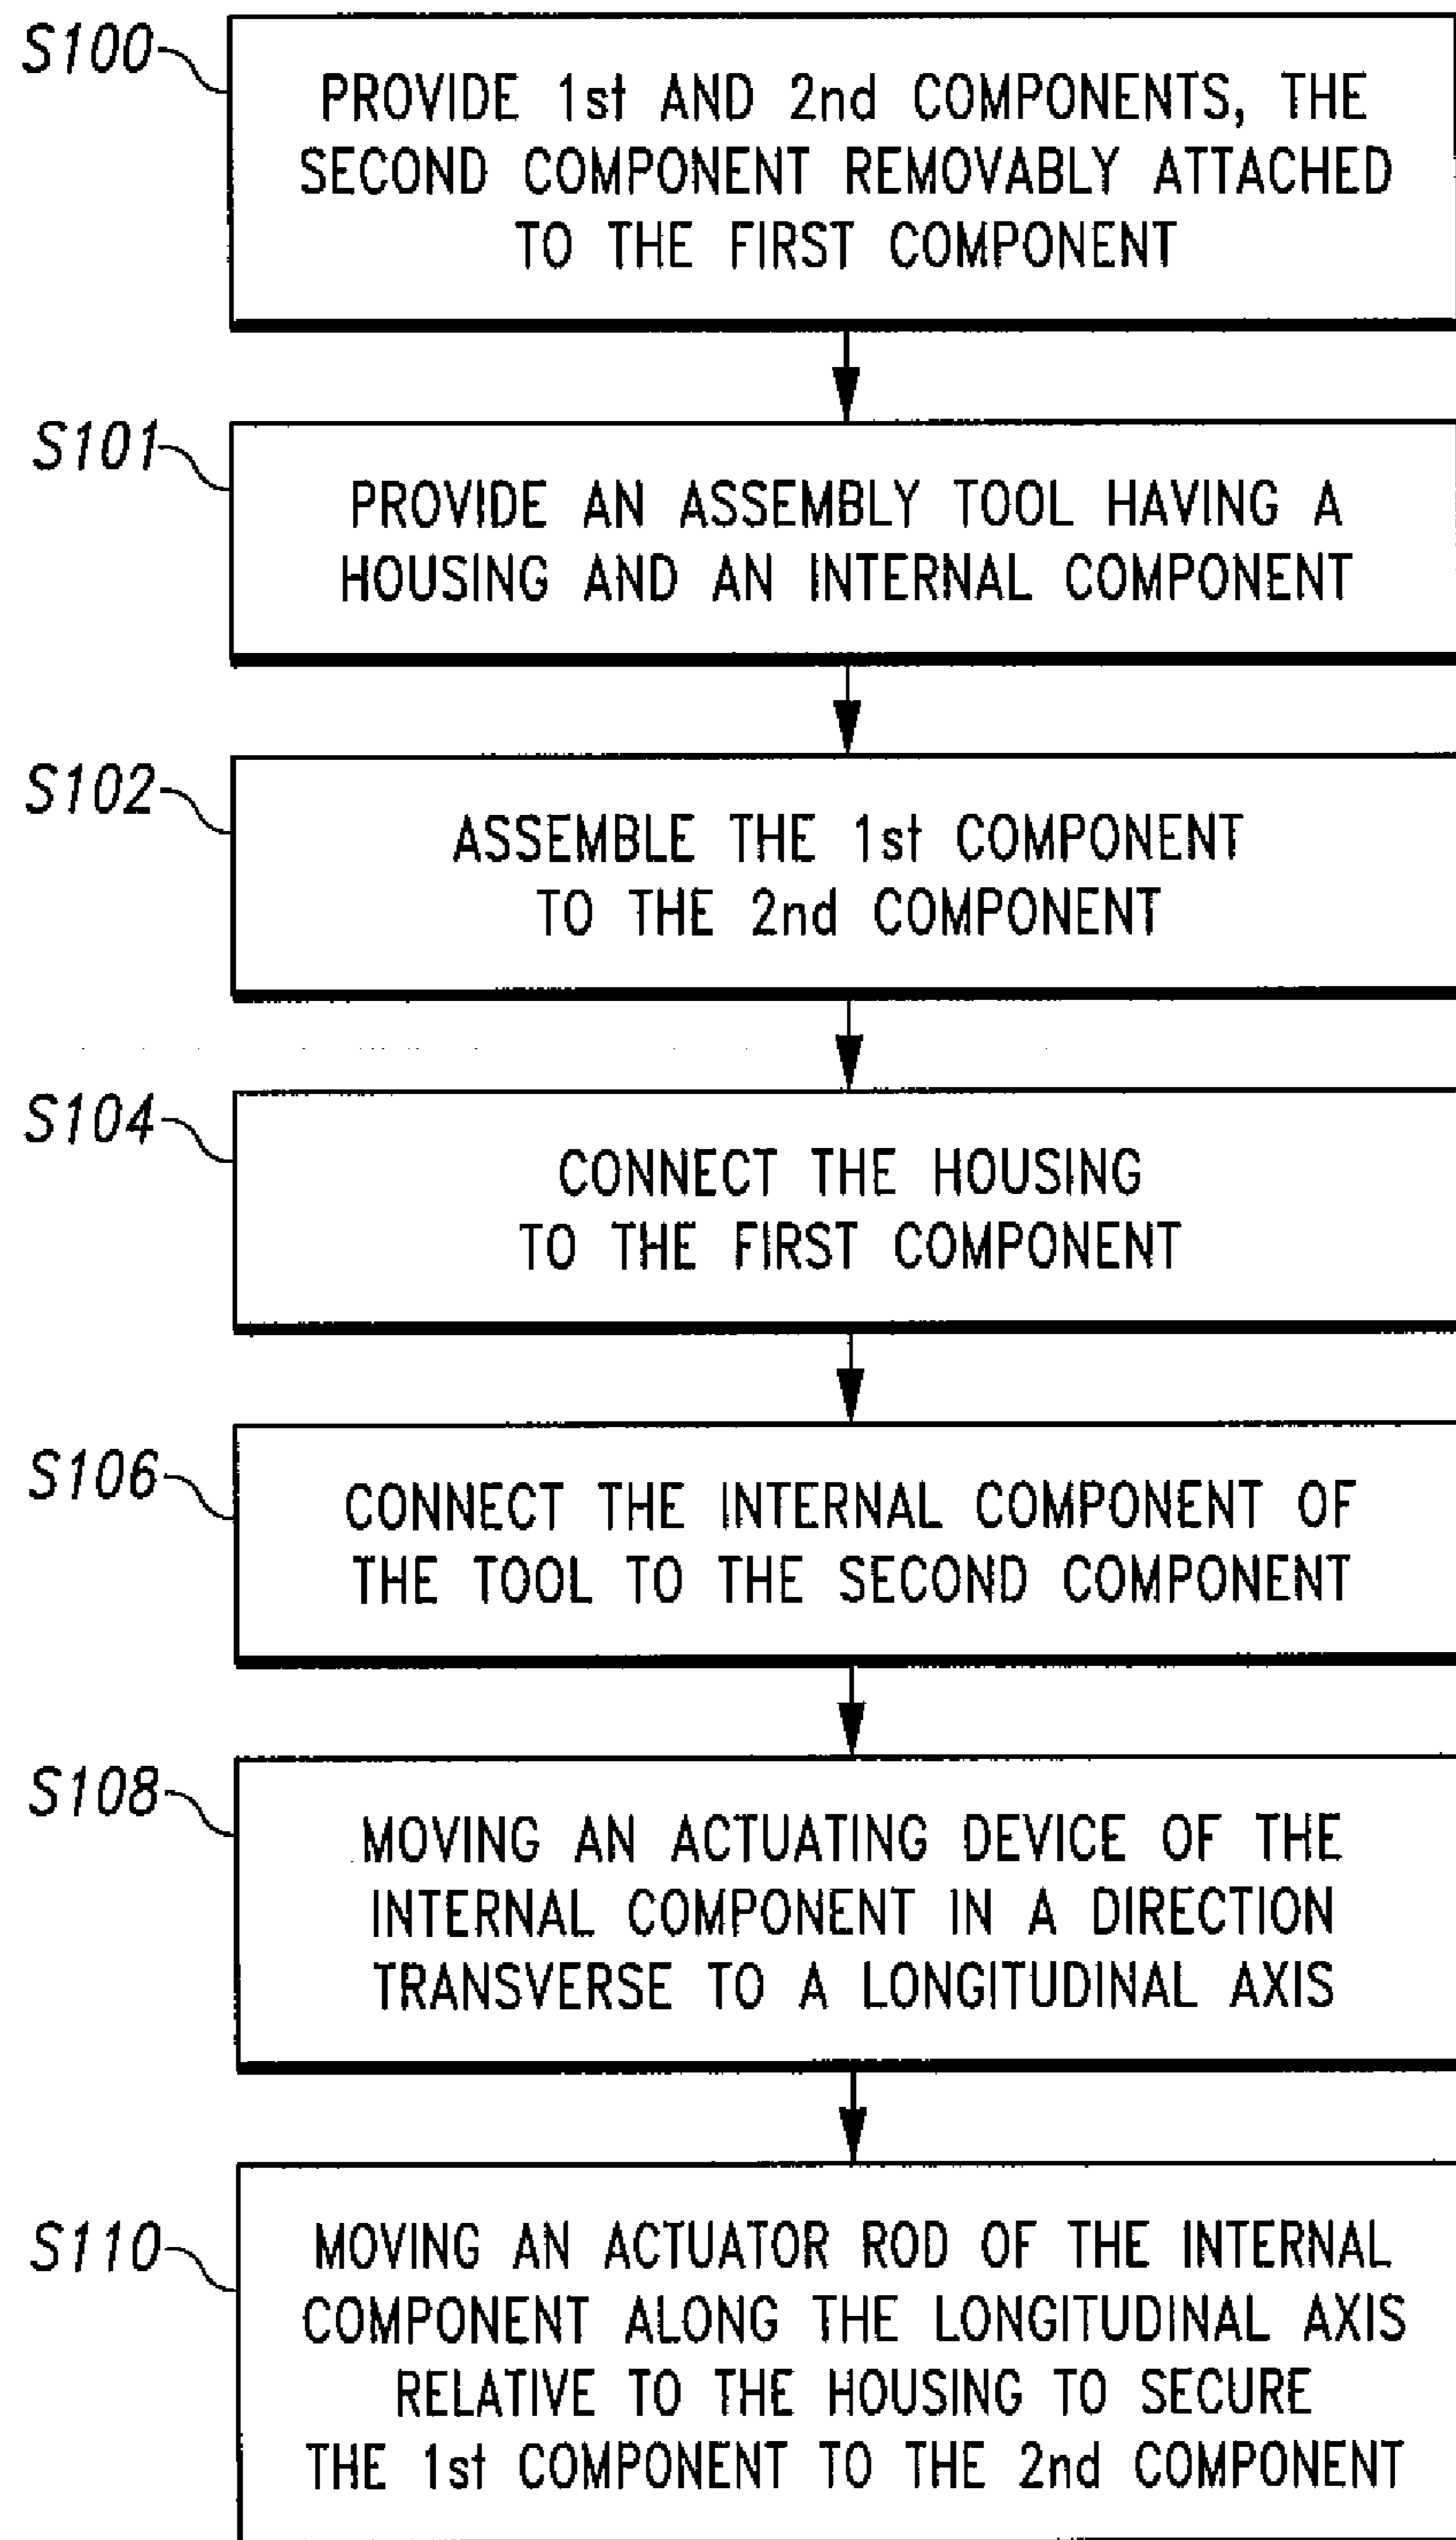 S100
PROVIDE 1st AND 2nd COMPONENTS, THE
SECOND COMPONENT REMOVABLY ATTACHED
TO THE FIRST COMPONENT
S101
PROVIDE AN ASSEMBLY TOOL HAVING A
HOUSING AND AN INTERNAL COMPONENT
S102
ASSEMBLE THE 1st COMPONENT
TO THE 2nd COMPONENT
S104
CONNECT THE HOUSING
TO THE FIRST COMPONENT
S106
CONNECT THE INTERNAL COMPONENT OF
THE TOOL TO THE SECOND COMPONENT
S108
MOVING AN ACTUATING DEVICE OF THE
INTERNAL COMPONENT IN A DIRECTION
TRANSVERSE TO A LONGITUDINAL AXIS
S110
MOVING AN ACTUATOR ROD OF THE INTERNAL
COMPONENT ALONG THE LONGITUDINAL AXIS
RELATIVE TO THE HOUSING TO SECURE
THE 1st COMPONENT TO THE 2nd COMPONENT